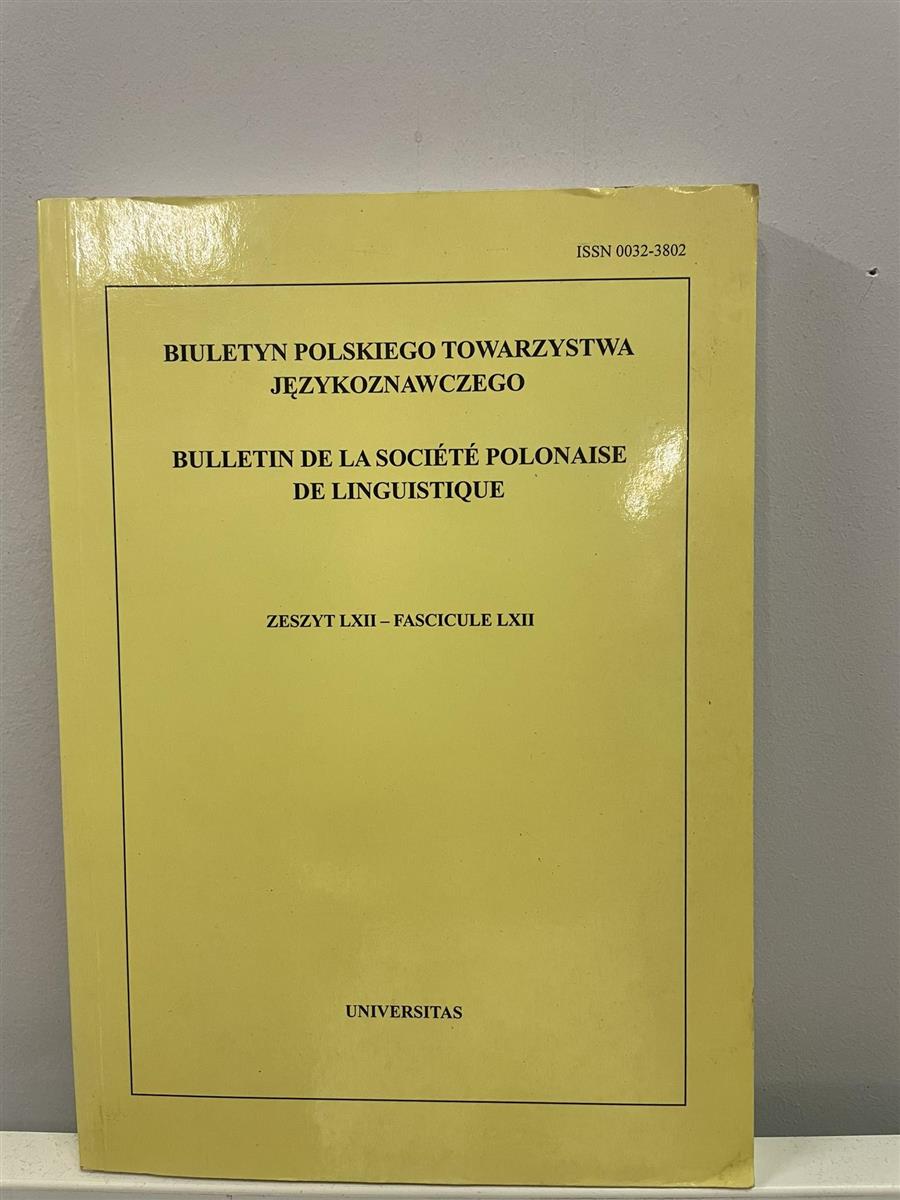 ISSN 0032-3802
BIULETYN POLSKIEGO TOWARZYSTWA
JĘZYKOZNAWCZEGO
BULLETIN DE LA SOCIÉTÉ POLONAISE
DE LINGUISTIQUE
ZESZYT LXII – FASCICULE LXII
UNIVERSITAS